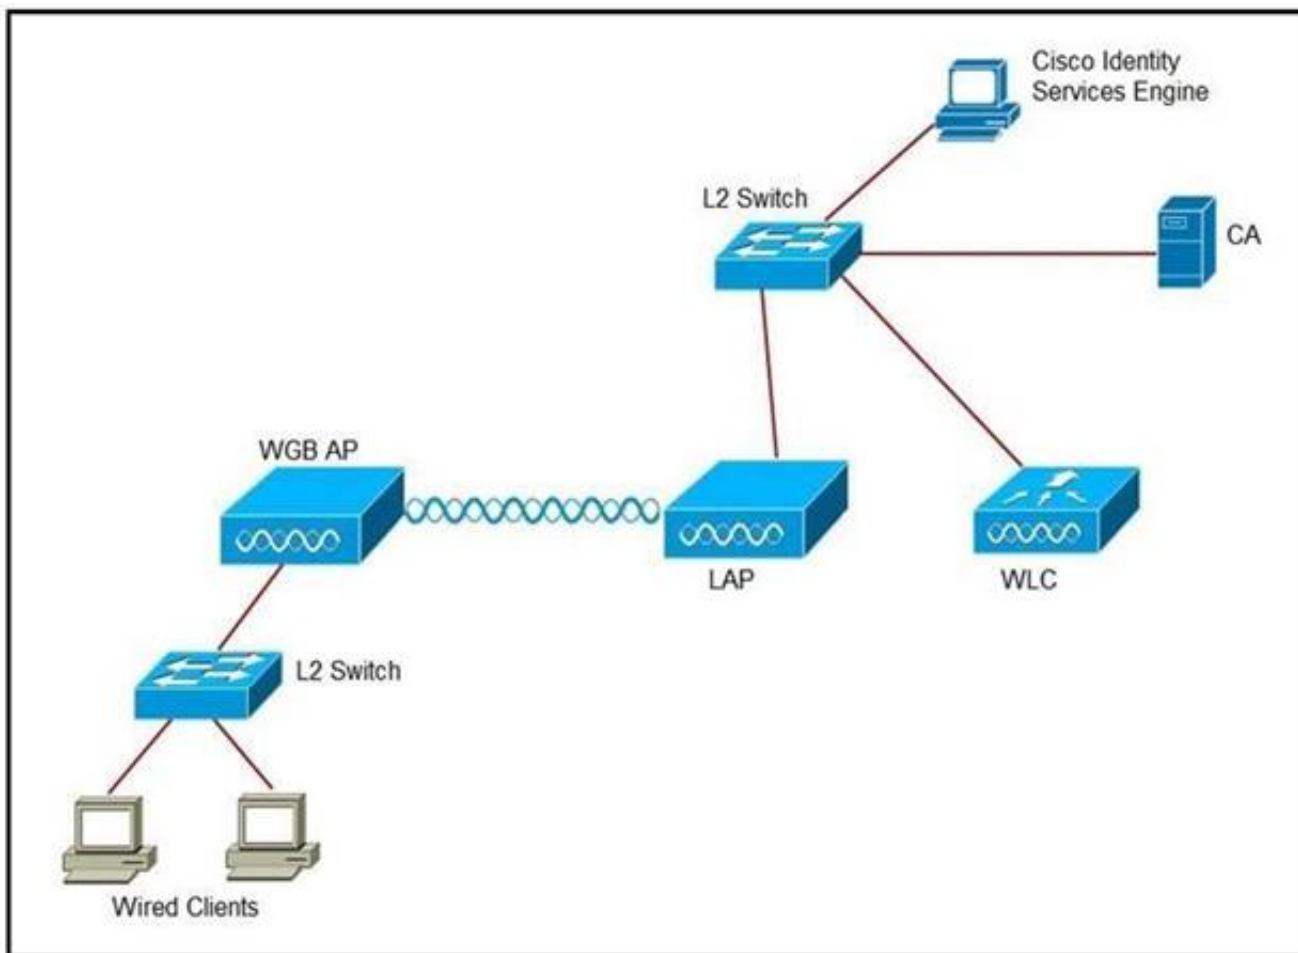 Cisco Identity
Services Engine
L2 Switch
CA
WGB AP
LAP
WLC
L2 Switch
Wired Clients